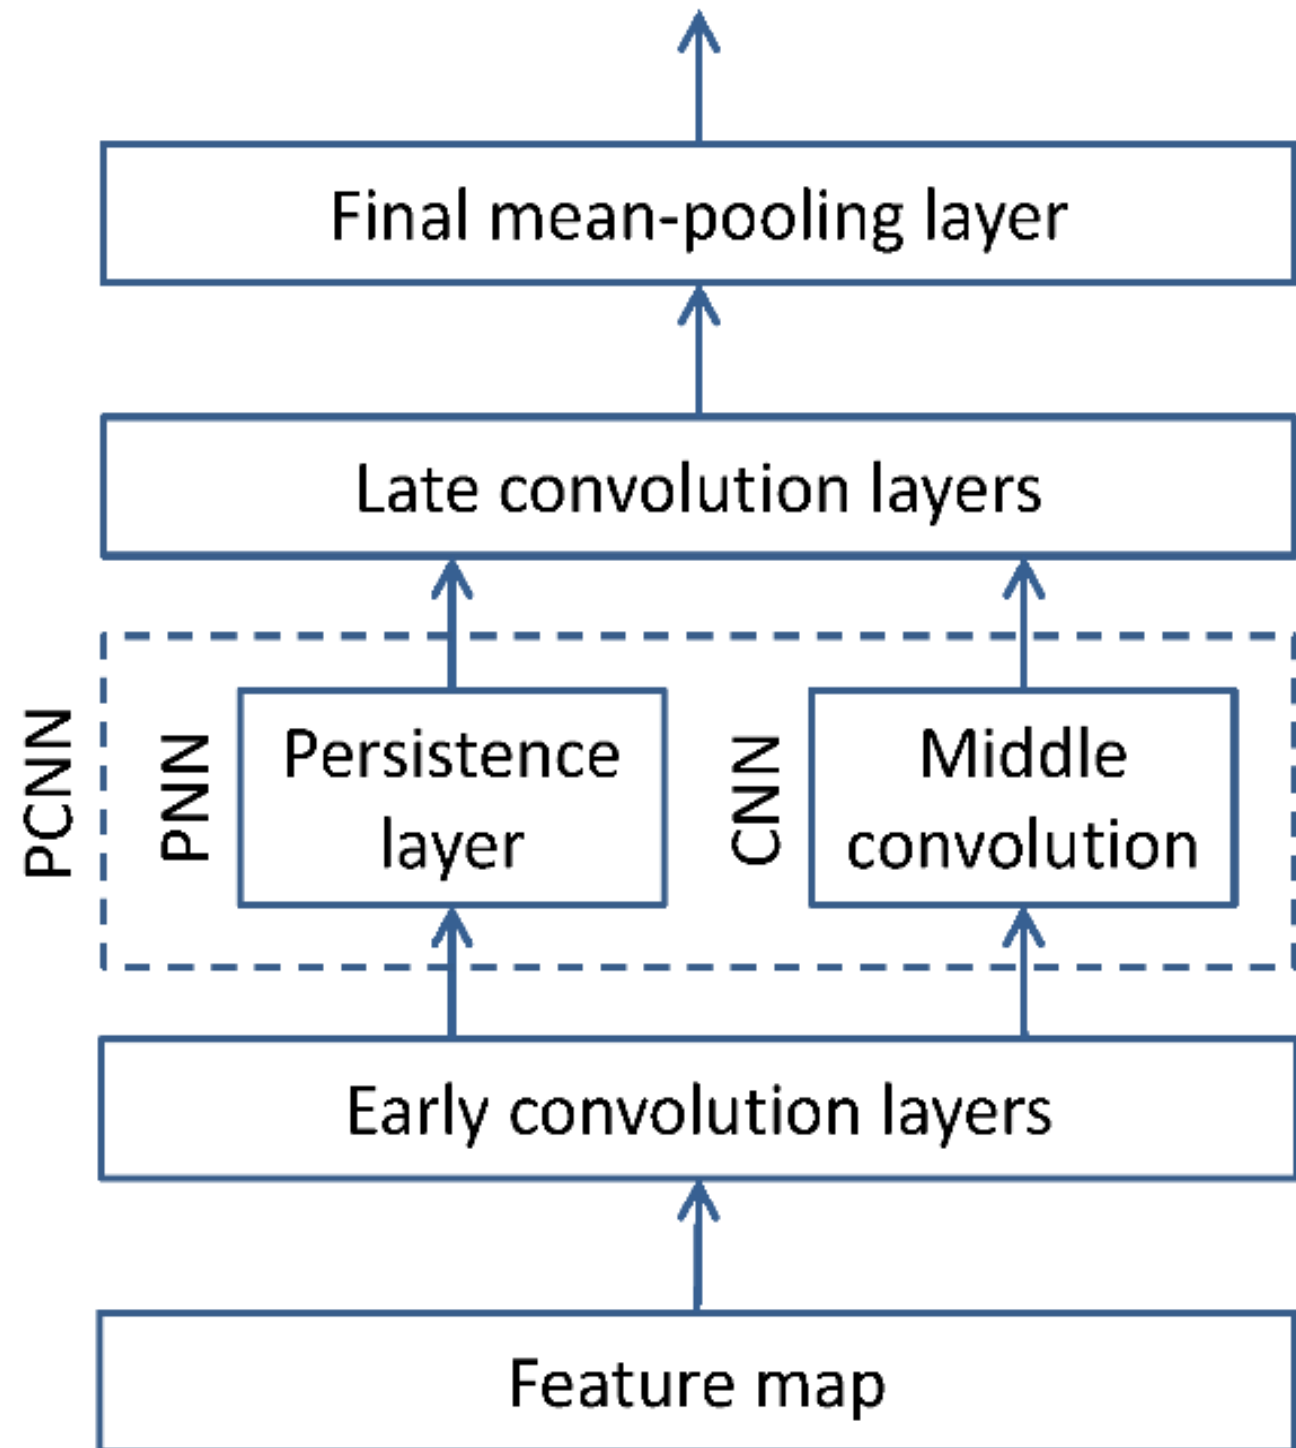 Final mean-pooling layer
Late convolution layers
PCNN
PNN
Persistence
layer
CNN
Middle
convolution
Early convolution layers
Feature map